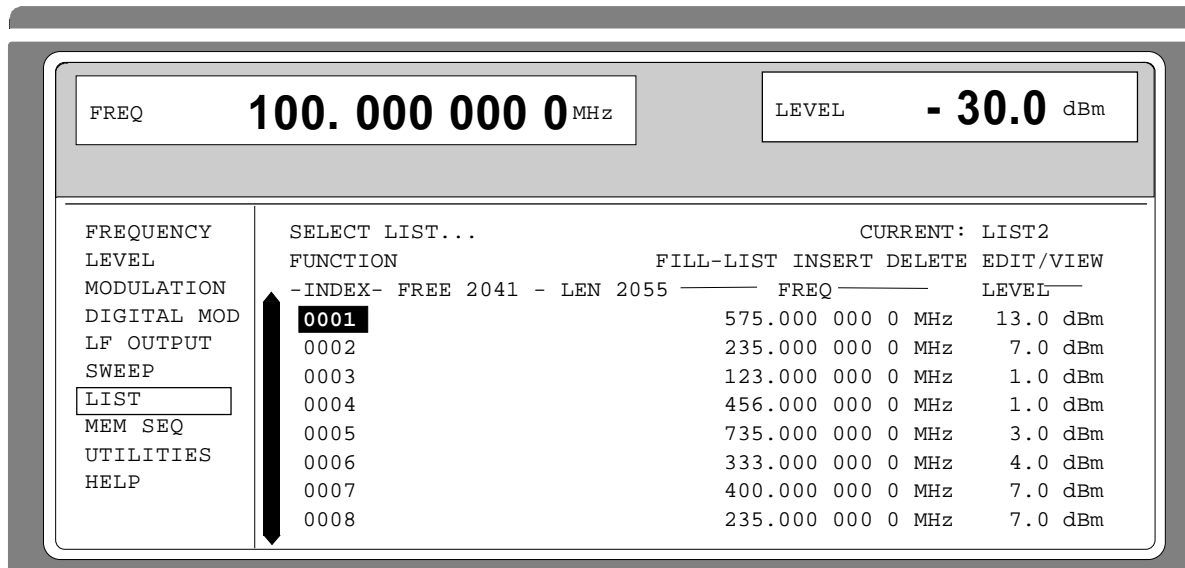 FREQ 100. 000 000 0 MHz LEVEL - 30.0 dBm
FREQUENCY
LEVEL
MODULATION
DIGITAL MOD
LF OUTPUT
SWEEP
LIST
MEM SEQ
UTILITIES
HELP
SELECT LIST... CURRENT: LIST2
FUNCTION FILL-LIST INSERT DELETE EDIT/VIEW
-INDEX- FREE 2041 - LEN 2055 FREQ LEVEL
0001 575.000 000 0 MHz 13.0 dBm
0002 235.000 000 0 MHz 7.0 dBm
0003 123.000 000 0 MHz 1.0 dBm
0004 456.000 000 0 MHz 1.0 dBm
0005 735.000 000 0 MHz 3.0 dBm
0006 333.000 000 0 MHz 4.0 dBm
0007 400.000 000 0 MHz 7.0 dBm
0008 235.000 000 0 MHz 7.0 dBm